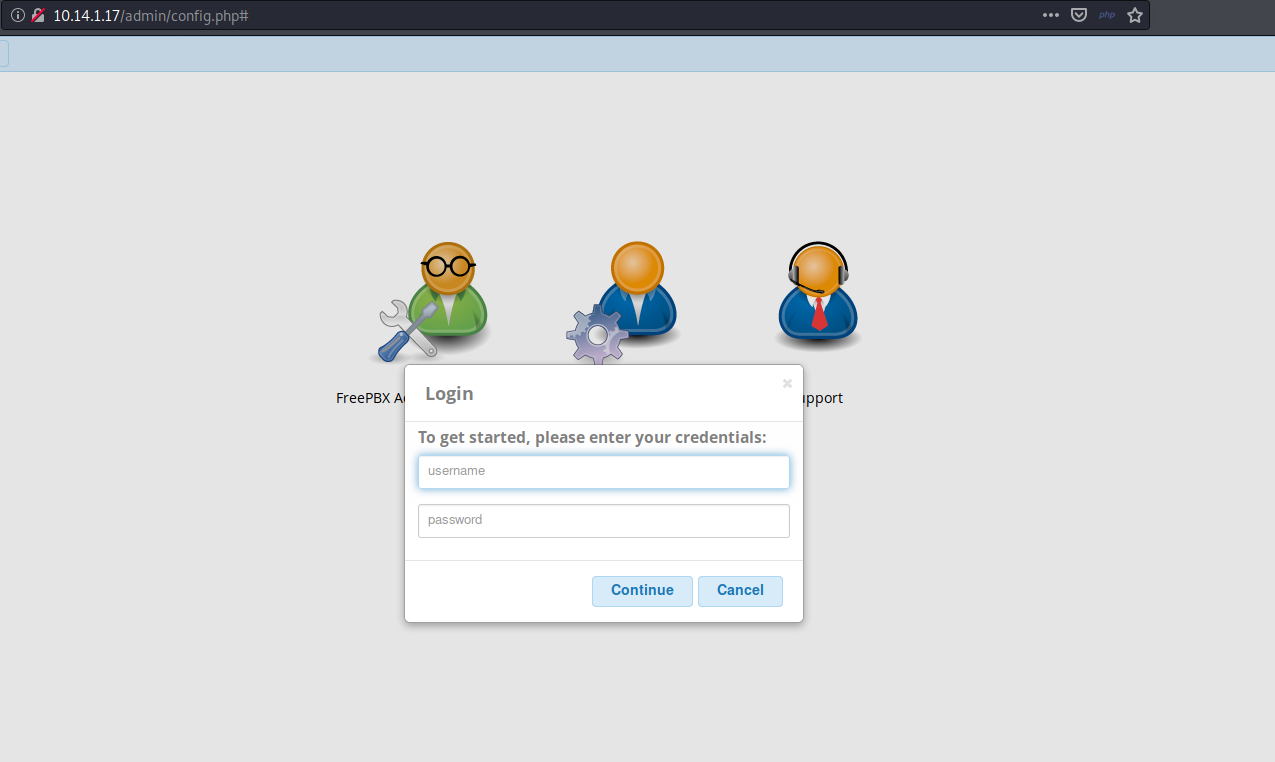 10.14.1.17/admin/config.php#
php
FreePBX A
upport
Login
To get started, please enter your credentials:
username
password
Continue
Cancel